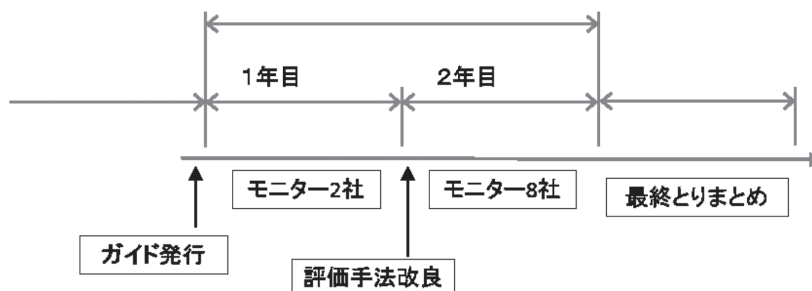 1年目
2年目
モニター2社
モニター8社
最終とりまとめ
ガイド発行
評価手法改良